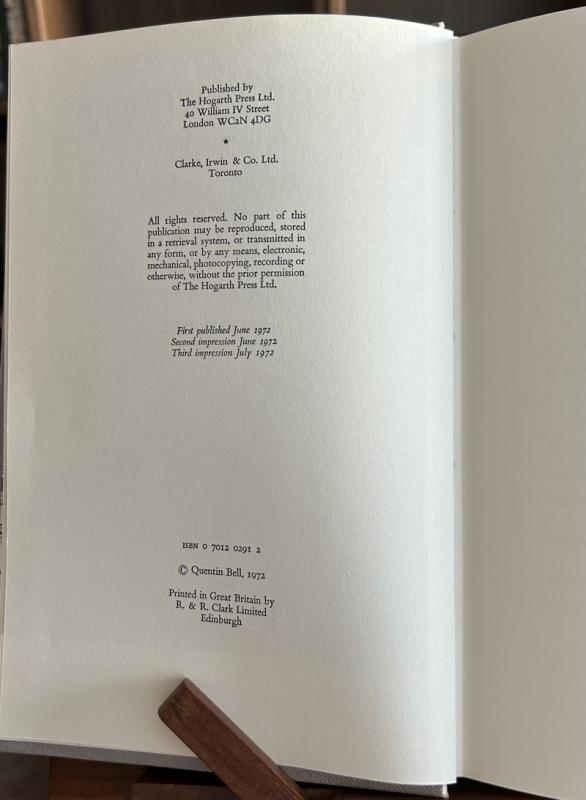 Published by
The Hogarth Press Ltd.
40 William IV Street
London WC2N 4DG
★
Clarke, Irwin & Co. Ltd.
Toronto
All rights reserved. No part of this
publication may be reproduced, stored
in a retrieval system, or transmitted in
any form, or by any means, electronic,
mechanical, photocopying, recording or
otherwise, without the prior permission
of The Hogarth Press Ltd.
First published June 1972
Second impression June 1972
Third impression July 1972
ISBN 0 7012 0291 2
© Quentin Bell, 1972
Printed in Great Britain by
R. & R. Clark Limited
Edinburgh